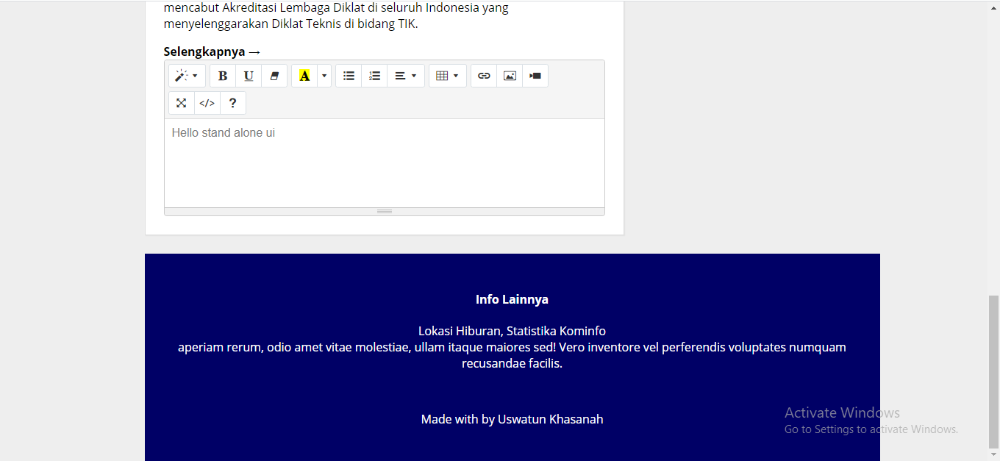 mencabut Akreditasi Lembaga Diklat di seluruh Indonesia yang
menyelenggarakan Diklat Teknis di bidang TIK.
Selengkapnya →
B U A
</> ?
Hello stand alone ui
Info Lainnya
Lokasi Hiburan, Statistika Kominfo
aperiam rerum, odio amet vitae molestiae, ullam itaque maiores sed! Vero inventore vel perferendis voluptates numquam
recusandae facilis.
Made with by Uswatun Khasanah
Activate Windows
Go to Settings to activate Windows.